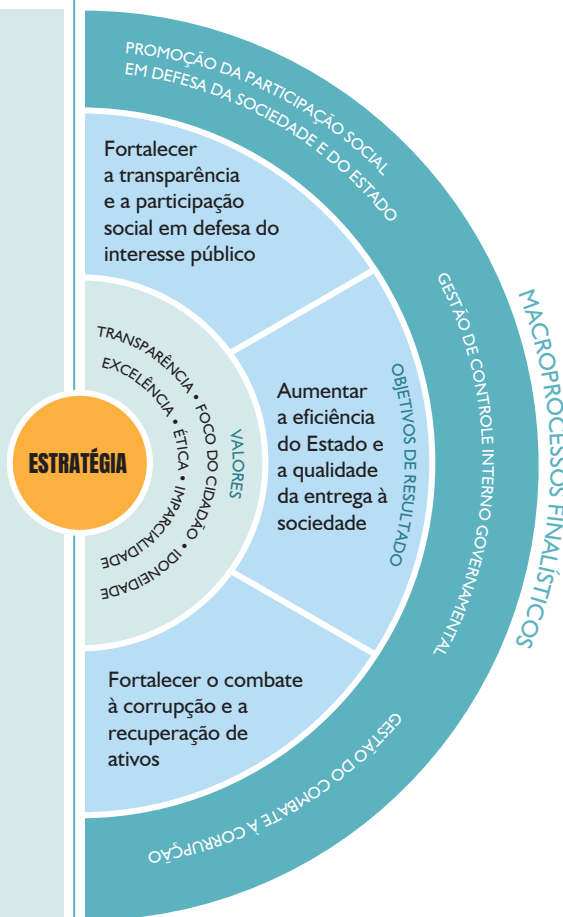 PROMOÇÃO DA PARTICIPAÇÃO SOCIAL
EM DEFESA DA SOCIEDADE E DO ESTADO
Fortalecer
a transparência
e a participação
social em defesa do
interesse público
GESTÃO DE CONTROLE INTERNO GOVERNAMENTAL
MACROPROCESSOS FINALÍSTICOS
TRANSPARÊNCIA • FOCO DO CIDADÃO • IDONEIDADE
EXCELÊNCIA • ÉTICA • IMPARCIALIDADE
VALORES
ESTRATÉGIA
Aumentar
a eficiência
do Estado e
a qualidade
da entrega à
sociedade
OBJETIVOS DE RESULTADO
Fortalecer o combate
à corrupção e a
recuperação de
ativos
GESTÃO DO COMBATE À CORRUPÇÃO